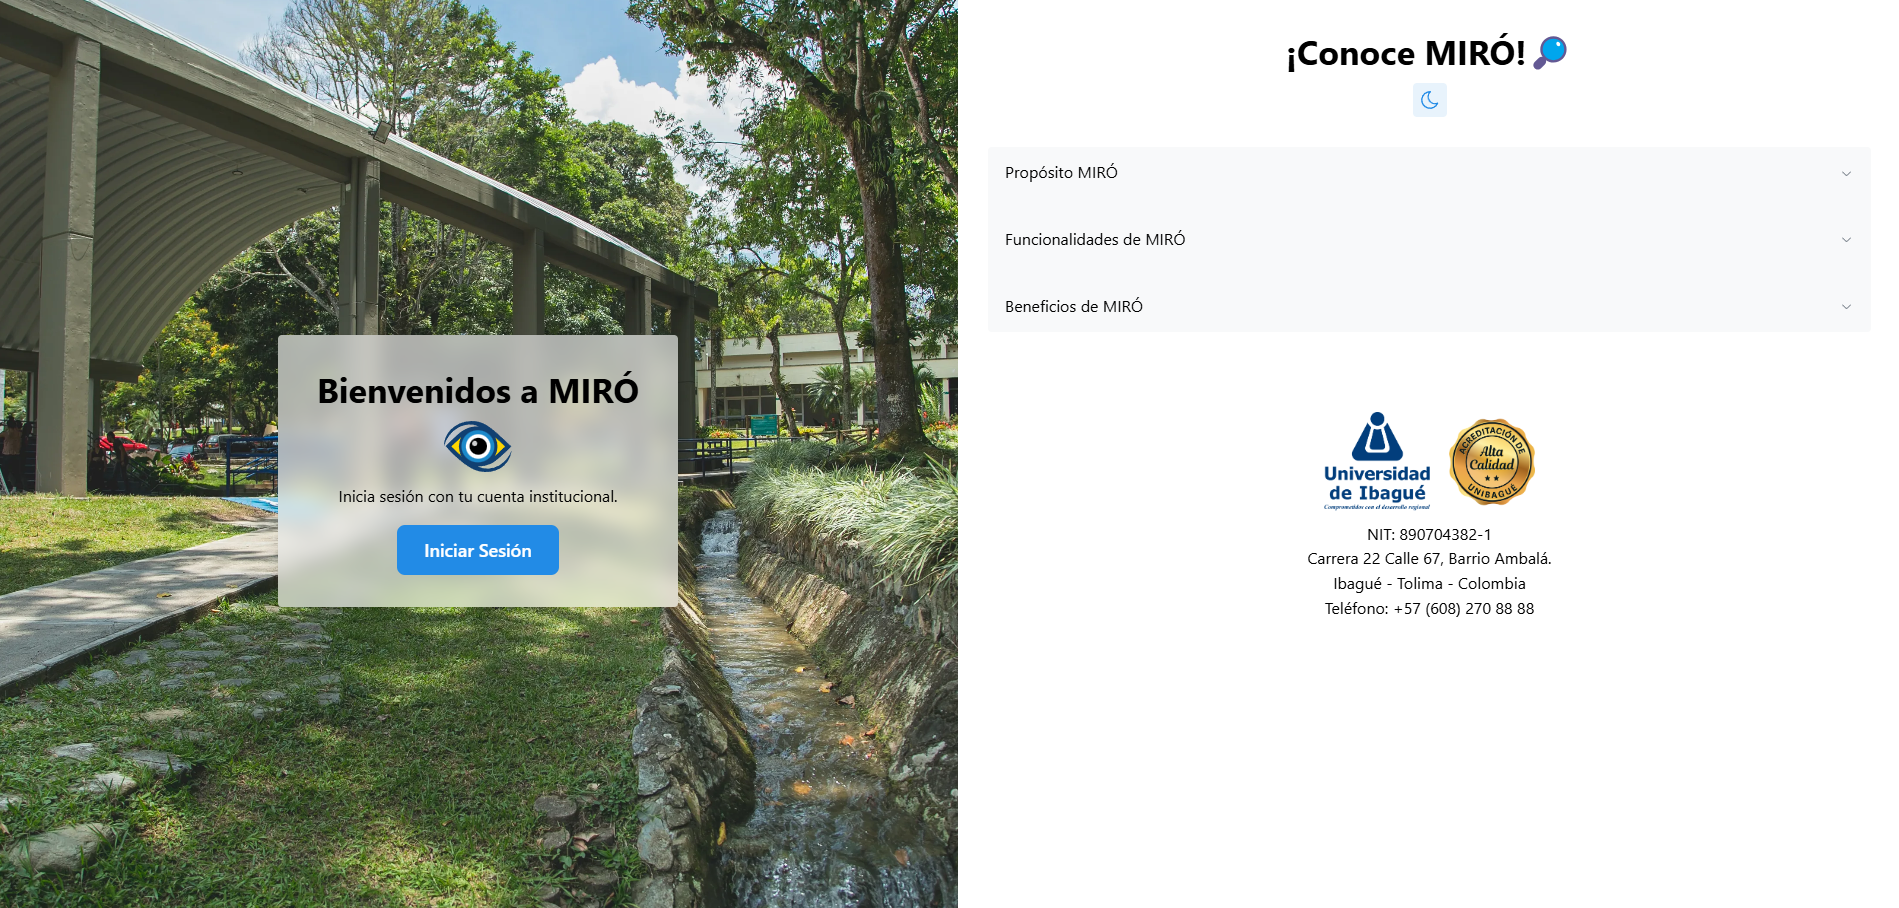 Bienvenidos a MIRÓ
Inicia sesión con tu cuenta institucional.
Iniciar Sesión
¡Conoce MIRÓ!
Propósito MIRÓ
Funcionalidades de MIRÓ
Beneficios de MIRÓ
Universidad
de Ibagué
Comprometidos con el desarrollo regional
ACREDITACIÓN DE
Alta
Calidad
UNIBAGUÉ
NIT: 890704382-1
Carrera 22 Calle 67, Barrio Ambalá.
Ibagué - Tolima - Colombia
Teléfono: +57 (608) 270 88 88